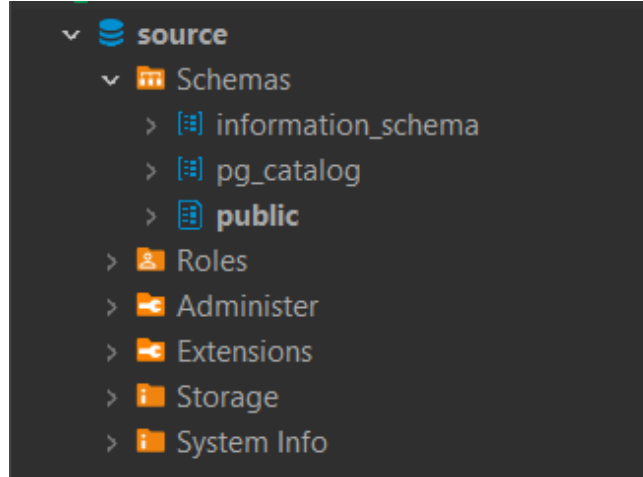 source
Schemas
information_schema
pg_catalog
public
Roles
Administer
Extensions
Storage
System Info